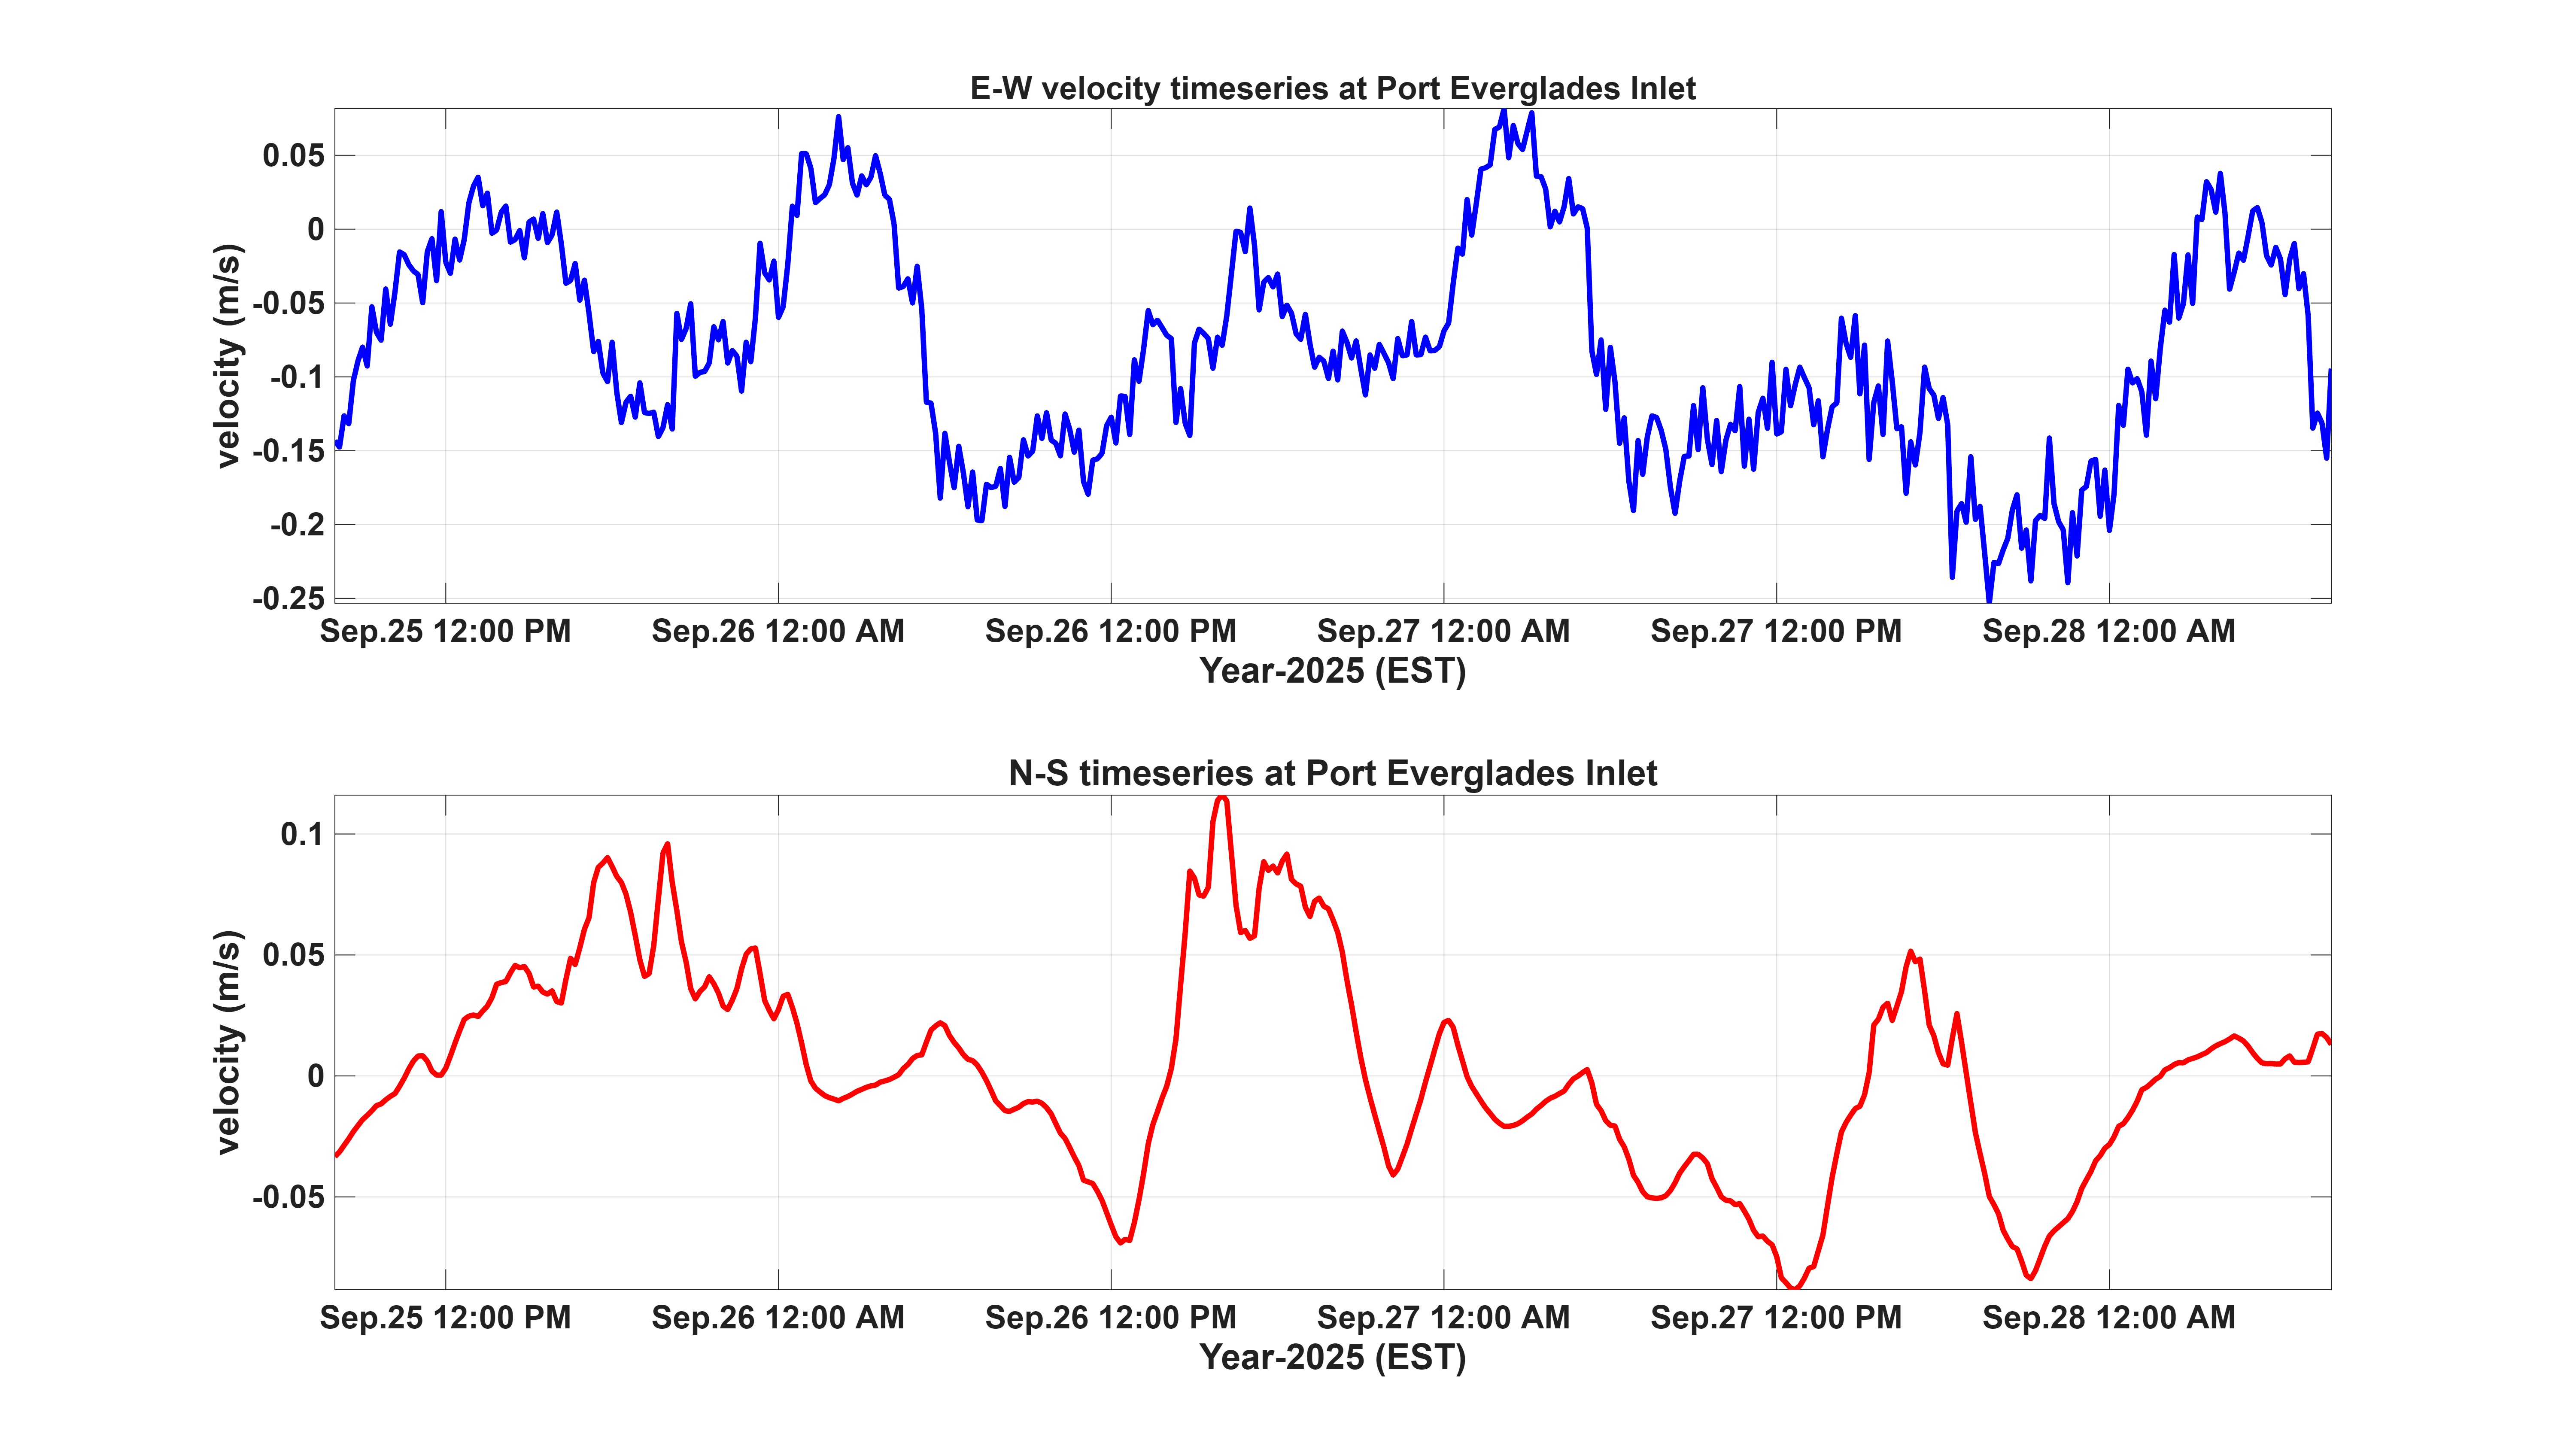 E-W velocity timeseries at Port Everglades Inlet
velocity (m/s)
0.05
0
-0.05
-0.1
-0.15
-0.2
-0.25
Sep.25 12:00 PM Sep.26 12:00 AM Sep.26 12:00 PM Sep.27 12:00 AM Sep.27 12:00 PM Sep.28 12:00 AM
Year-2025 (EST)
N-S timeseries at Port Everglades Inlet
velocity (m/s)
0.1
0.05
0
-0.05
Sep.25 12:00 PM Sep.26 12:00 AM Sep.26 12:00 PM Sep.27 12:00 AM Sep.27 12:00 PM Sep.28 12:00 AM
Year-2025 (EST)